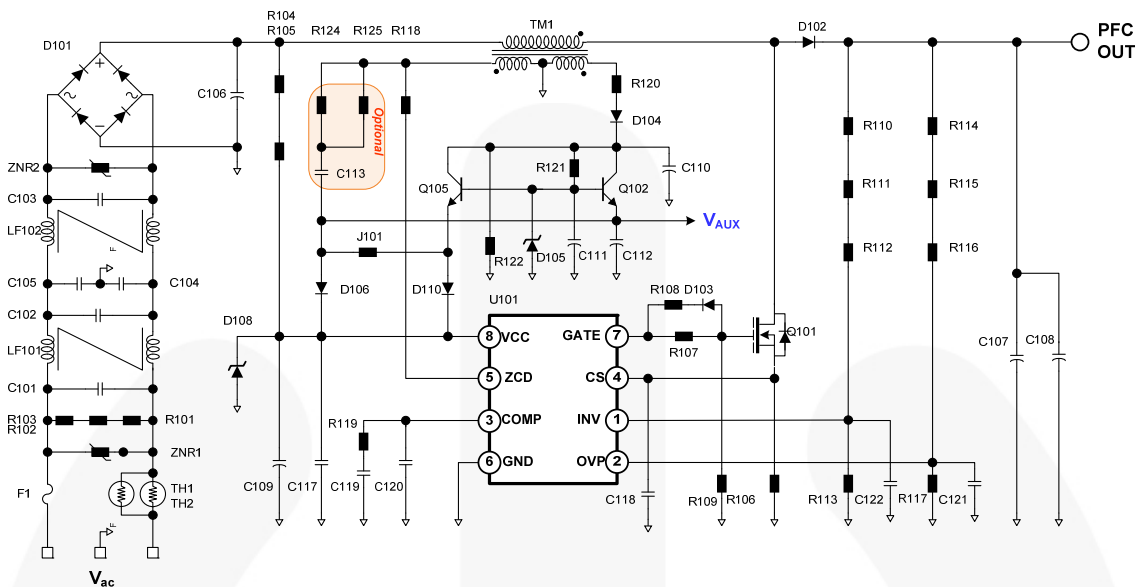 R104
R105
R124
R125
R118
TM1
D102
PFC
OUT
D101
C106
R120
D104
Optional
C113
R121
C110
Q105
Q102
R110
R114
R111
R115
R112
R116
ZNR2
C103
LF102
F
C105
C104
C102
LF101
C101
R103
R102
R101
ZNR1
F1
TH1
TH2
F
Vac
VAUX
J101
R122
D105
C111
C112
D106
D110
D108
U101
8
VCC
GATE
7
5
ZCD
CS
4
3
COMP
INV
1
6
GND
OVP
2
R108
D103
R107
Q101
C107
C108
R119
C109
C117
C119
C120
C118
R109
R106
R113
C122
R117
C121